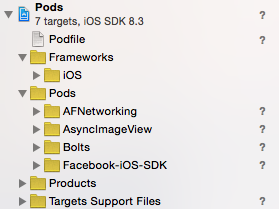 Pods
7 targets, iOS SDK 8.3
?
Podfile
?
Frameworks
iOS
Pods
AFNetworking
?
AsyncImageView
?
Bolts
?
Facebook-iOS-SDK
?
Products
Targets Support Files
?